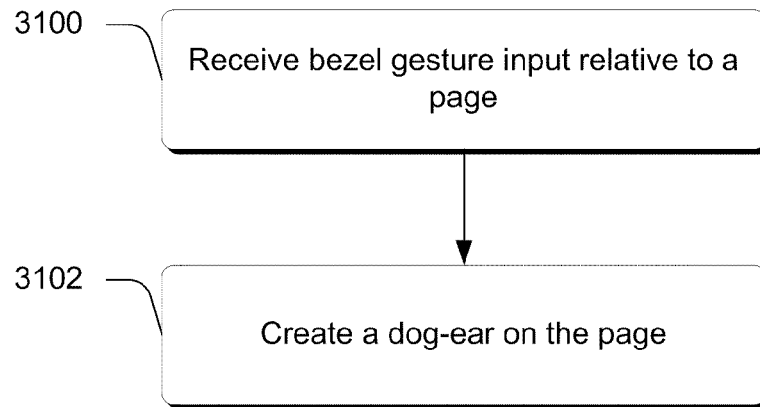 3100
Receive bezel gesture input relative to a
page
3102
Create a dog-ear on the page